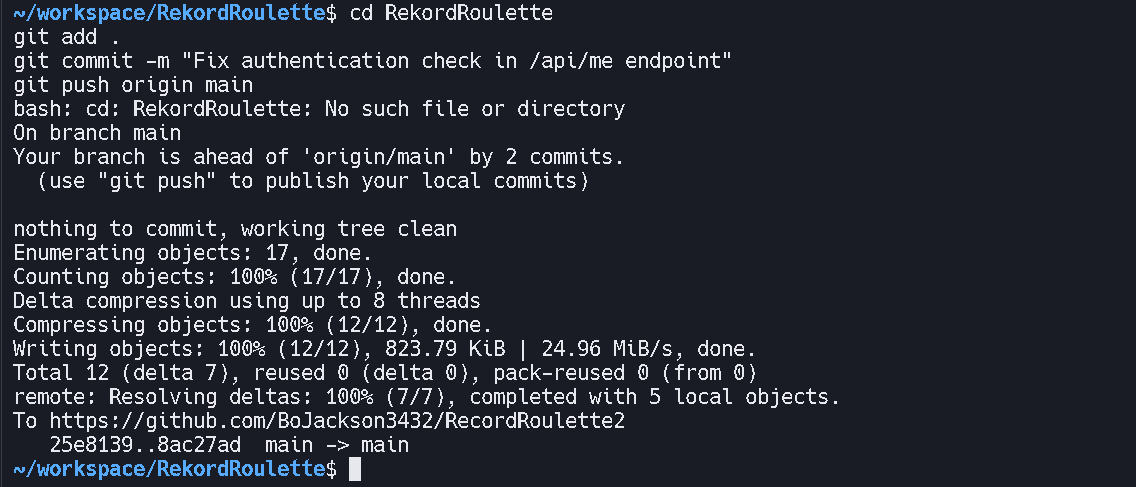 ~/workspace/RekordRoulette$ cd RekordRoulette
git add .
git commit -m "Fix authentication check in /api/me endpoint"
git push origin main
bash: cd: RekordRoulette: No such file or directory
On branch main
Your branch is ahead of 'origin/main' by 2 commits.
  (use "git push" to publish your local commits)

nothing to commit, working tree clean
Enumerating objects: 17, done.
Counting objects: 100% (17/17), done.
Delta compression using up to 8 threads
Compressing objects: 100% (12/12), done.
Writing objects: 100% (12/12), 823.79 KiB | 24.96 MiB/s, done.
Total 12 (delta 7), reused 0 (delta 0), pack-reused 0 (from 0)
remote: Resolving deltas: 100% (7/7), completed with 5 local objects.
To https://github.com/BoJackson3432/RecordRoulette2
   25e8139..8ac27ad  main -> main
~/workspace/RekordRoulette$